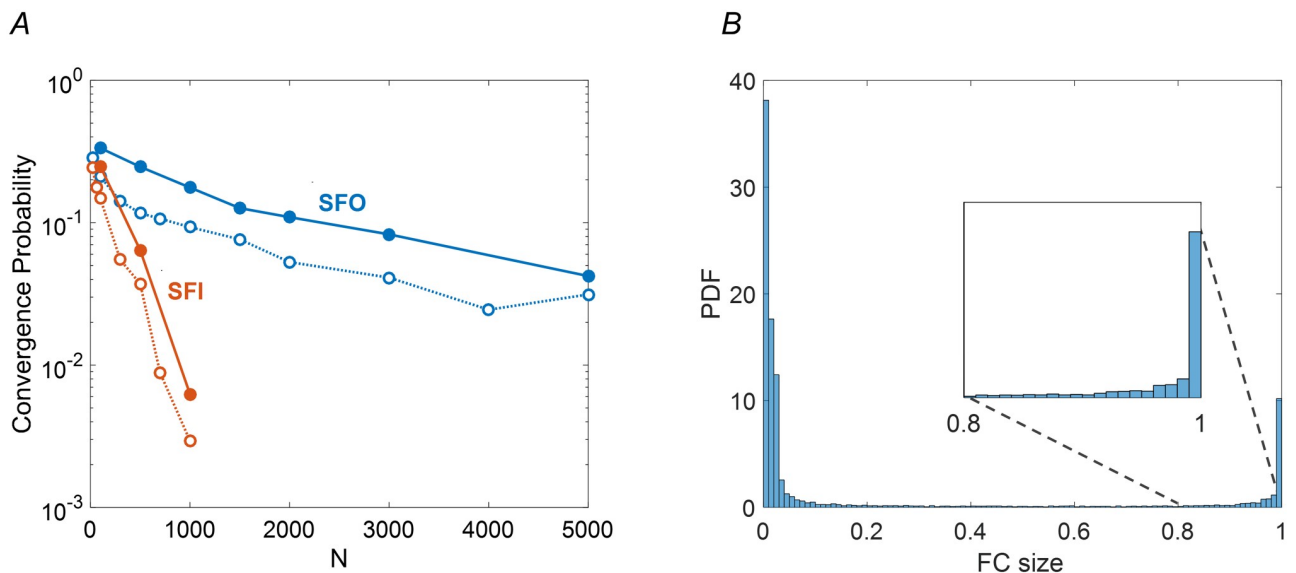 A
B
10^0
10^-1
10^-2
10^-3
Convergence Probability
SFO
SFI
0 1000 2000 3000 4000 5000
N
40
30
20
10
0
PDF
0.8 1
0 0.2 0.4 0.6 0.8 1
FC size